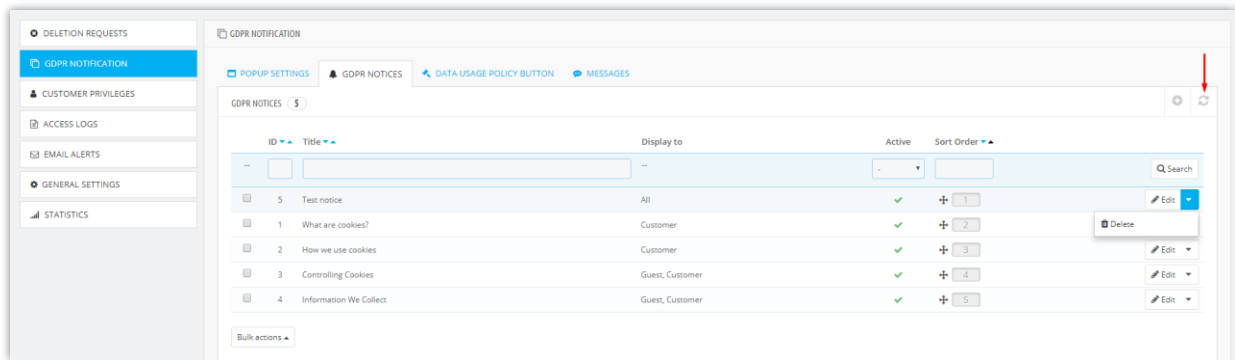 DELETION REQUESTS
GDPR NOTIFICATION
CUSTOMER PRIVILEGES
ACCESS LOGS
EMAIL ALERTS
GENERAL SETTINGS
STATISTICS
GDPR NOTIFICATION
POPUP SETTINGS GDPR NOTICES DATA USAGE POLICY BUTTON MESSAGES
GDPR NOTICES 5
ID Title Display to Active Sort Order
-- -- - Search
5 Test notice All 1 Edit
Delete
1 What are cookies? Customer 2
2 How we use cookies Customer 3 Edit
3 Controlling Cookies Guest, Customer 4 Edit
4 Information We Collect Guest, Customer 5 Edit
Bulk actions